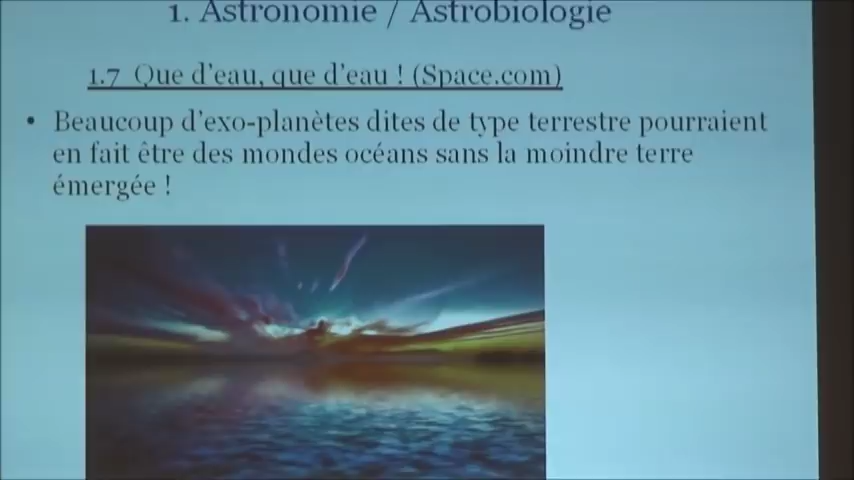 1. Astronomie / Astrobiologie
1.7 Que d'eau, que d'eau ! (Space.com)
• Beaucoup d'exo-planètes dites de type terrestre pourraient
en fait être des mondes océans sans la moindre terre
émergée !